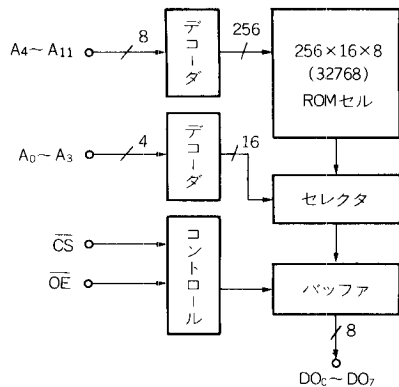 A₄～A₁₁
8
デコーダ
256
256×16×8
(32768)
ROMセル
A₀～A₃
4
デコーダ
16
セレクタ
C̅S̅
O̅E̅
コントロール
バッファ
8
DO₀～DO₇